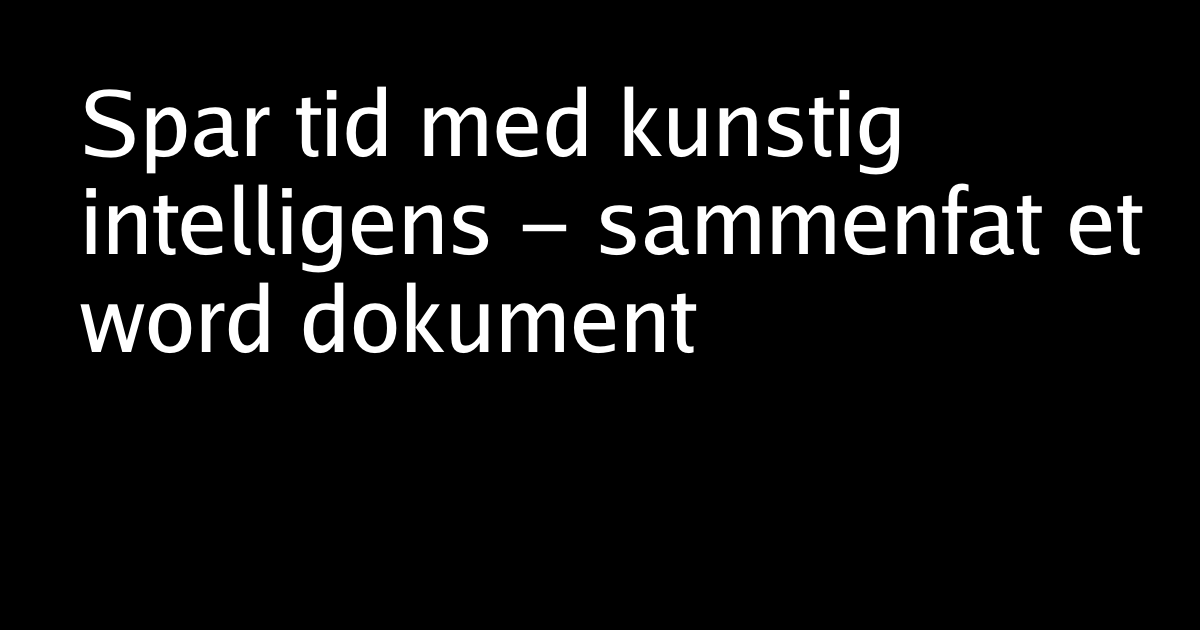 Spar tid med kunstig
intelligens – sammenfat et
word dokument